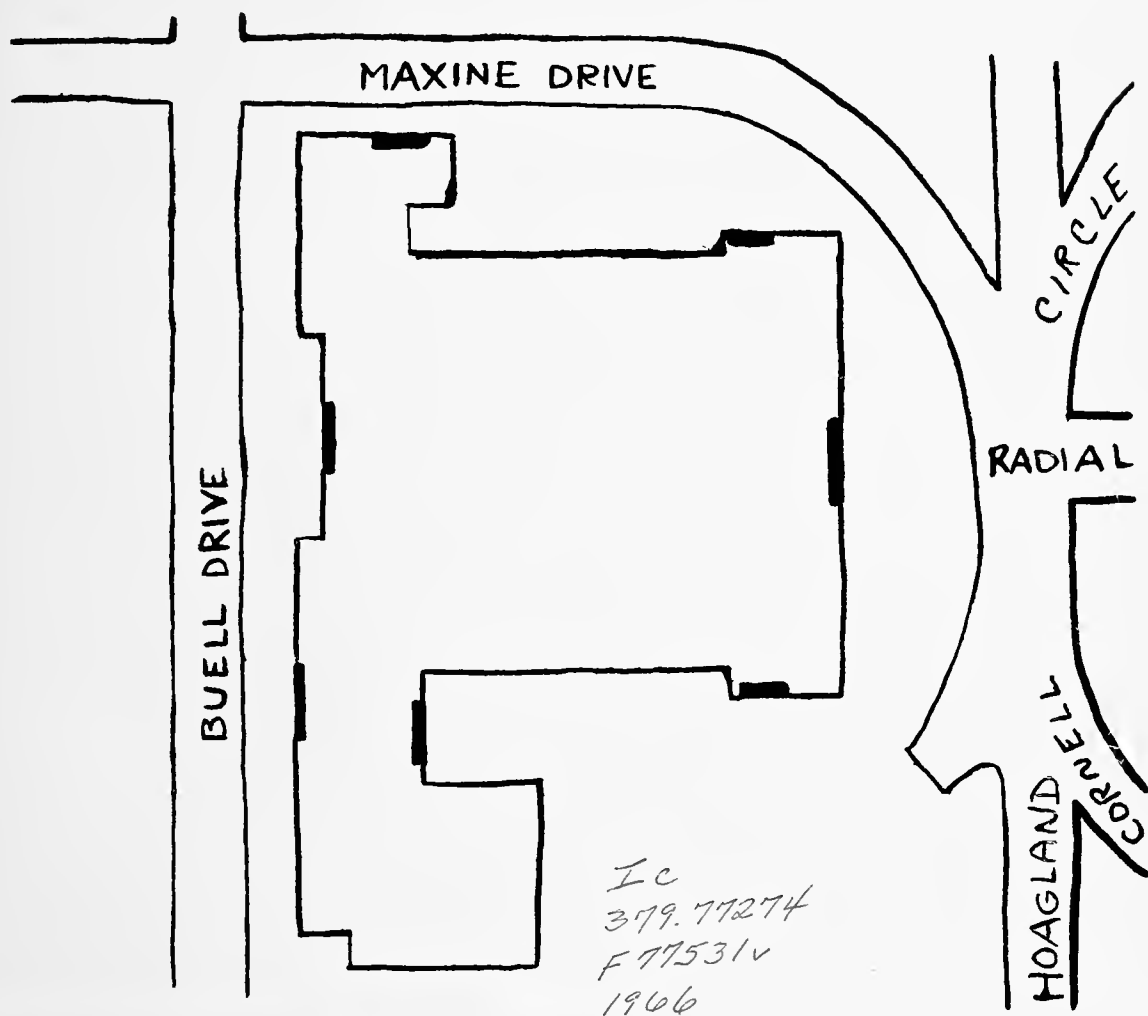 MAXINE DRIVE
CIRCLE
RADIAL
BUELL DRIVE
CORNELL
HOAGLAND
Ic
379.77274
F77531v
1966